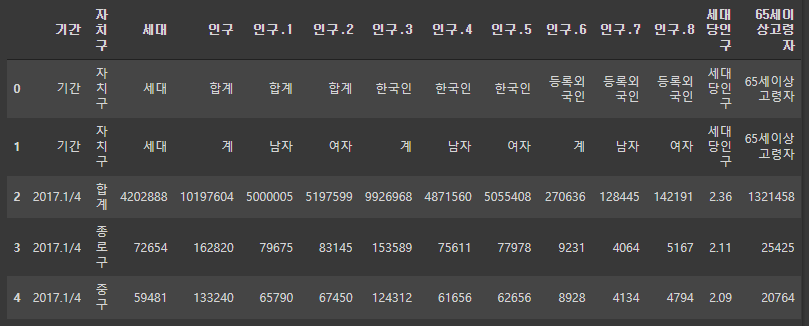 기간 자치구 세대 인구 인구.1 인구.2 인구.3 인구.4 인구.5 인구.6 인구.7 인구.8 세대당인구 65세이상고령자
0 기간 자치구 세대 합계 합계 합계 한국인 한국인 한국인 등록외국인 등록외국인 등록외국인 세대당인구 65세이상고령자
1 기간 자치구 세대 계 남자 여자 계 남자 여자 계 남자 여자 세대당인구 65세이상고령자
2 2017.1/4 합계 4202888 10197604 5000005 5197599 9926968 4871560 5055408 270636 128445 142191 2.36 1321458
3 2017.1/4 종로구 72654 162820 79675 83145 153589 75611 77978 9231 4064 5167 2.11 25425
4 2017.1/4 중구 59481 133240 65790 67450 124312 61656 62656 8928 4134 4794 2.09 20764